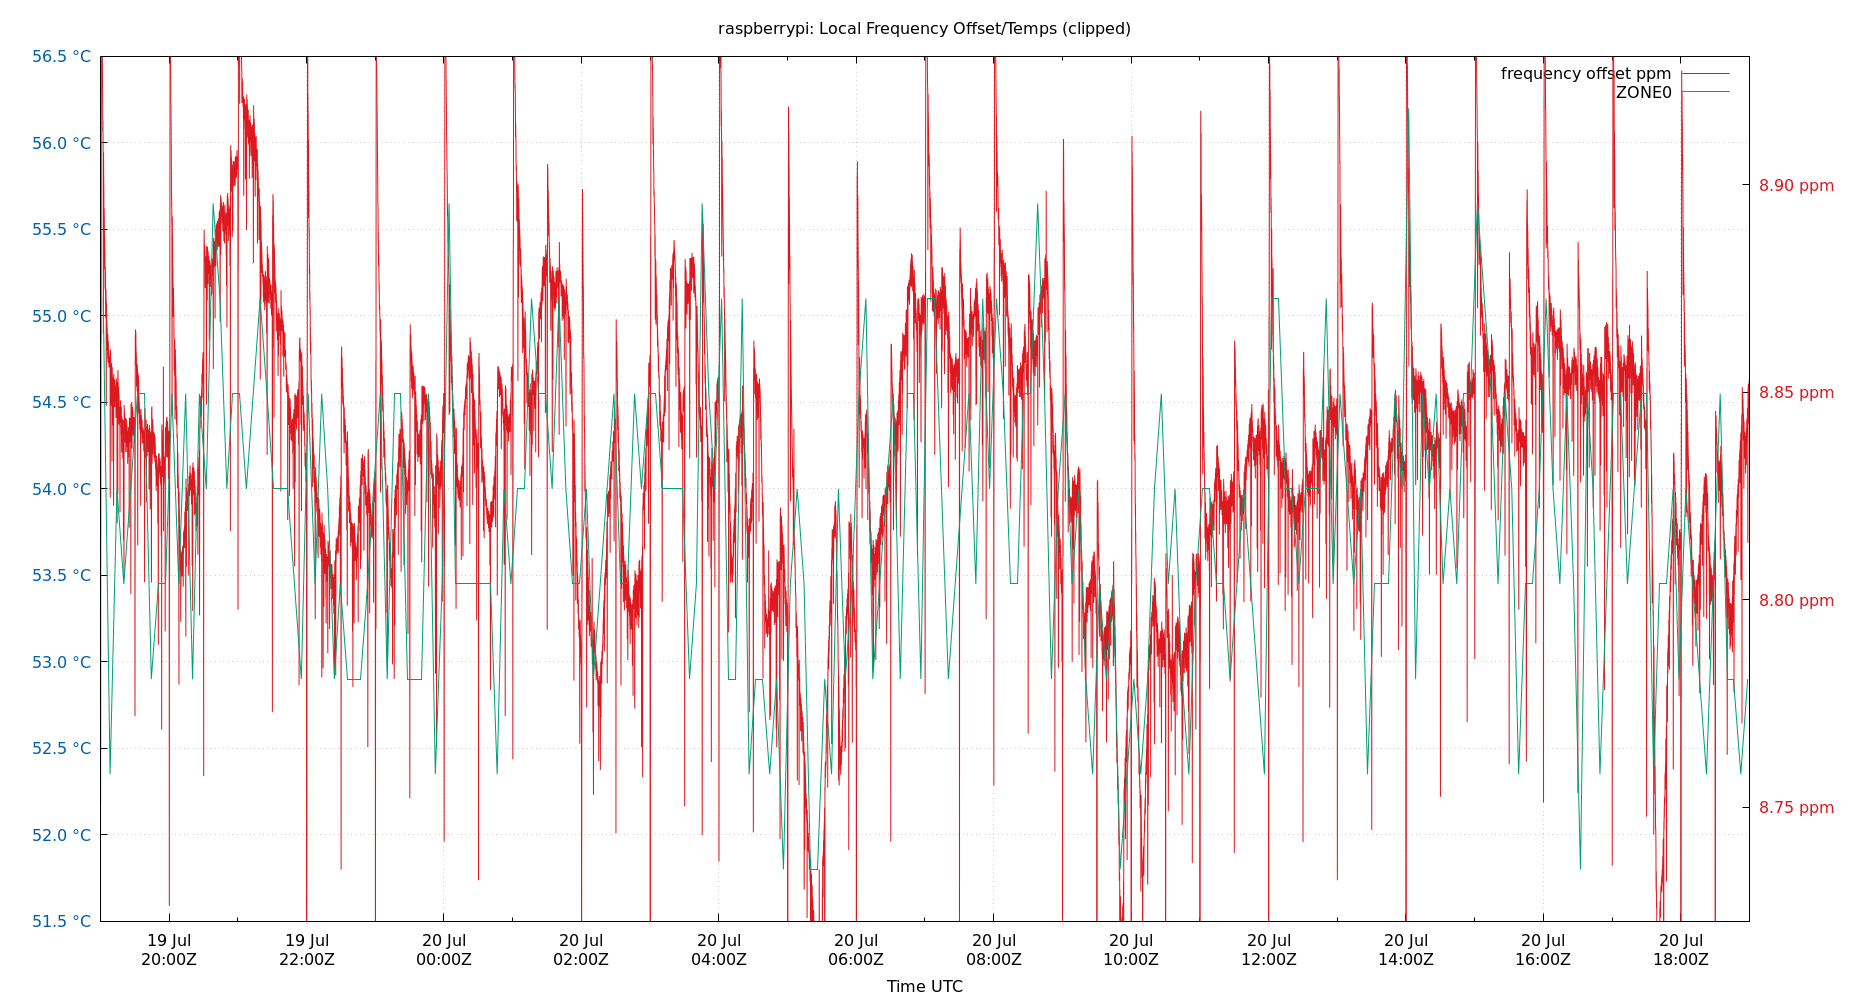 raspberrypi: Local Frequency Offset/Temps (clipped)
56.5 °C
56.0 °C
55.5 °C
55.0 °C
54.5 °C
54.0 °C
53.5 °C
53.0 °C
52.5 °C
52.0 °C
51.5 °C
frequency offset ppm
ZONE0
8.90 ppm
8.85 ppm
8.80 ppm
8.75 ppm
19 Jul
20:00Z
19 Jul
22:00Z
20 Jul
00:00Z
20 Jul
02:00Z
20 Jul
04:00Z
20 Jul
06:00Z
20 Jul
08:00Z
20 Jul
10:00Z
20 Jul
12:00Z
20 Jul
14:00Z
20 Jul
16:00Z
20 Jul
18:00Z
Time UTC